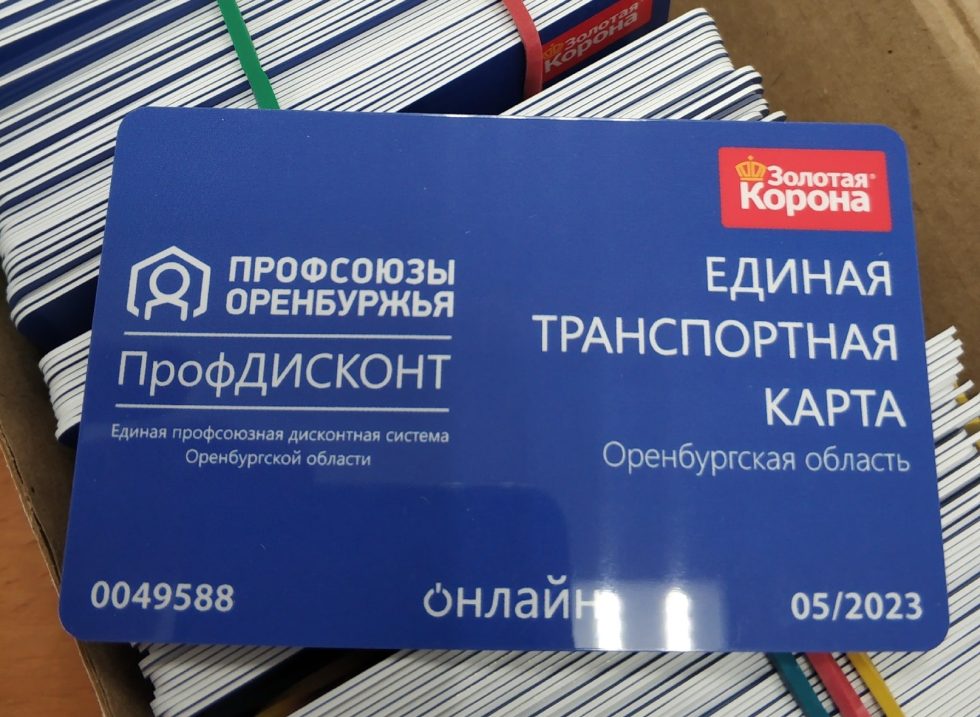 Золотая
Корона
Золотая
Корона
ПРОФСОЮЗЫ
ОРЕНБУРЖЬЯ
ПрофДИСКОНТ
Единая профсоюзная дисконтная система
Оренбургской области
ЕДИНАЯ
ТРАНСПОРТНАЯ
КАРТА
Оренбургская область
0049588
онлайн
05/2023